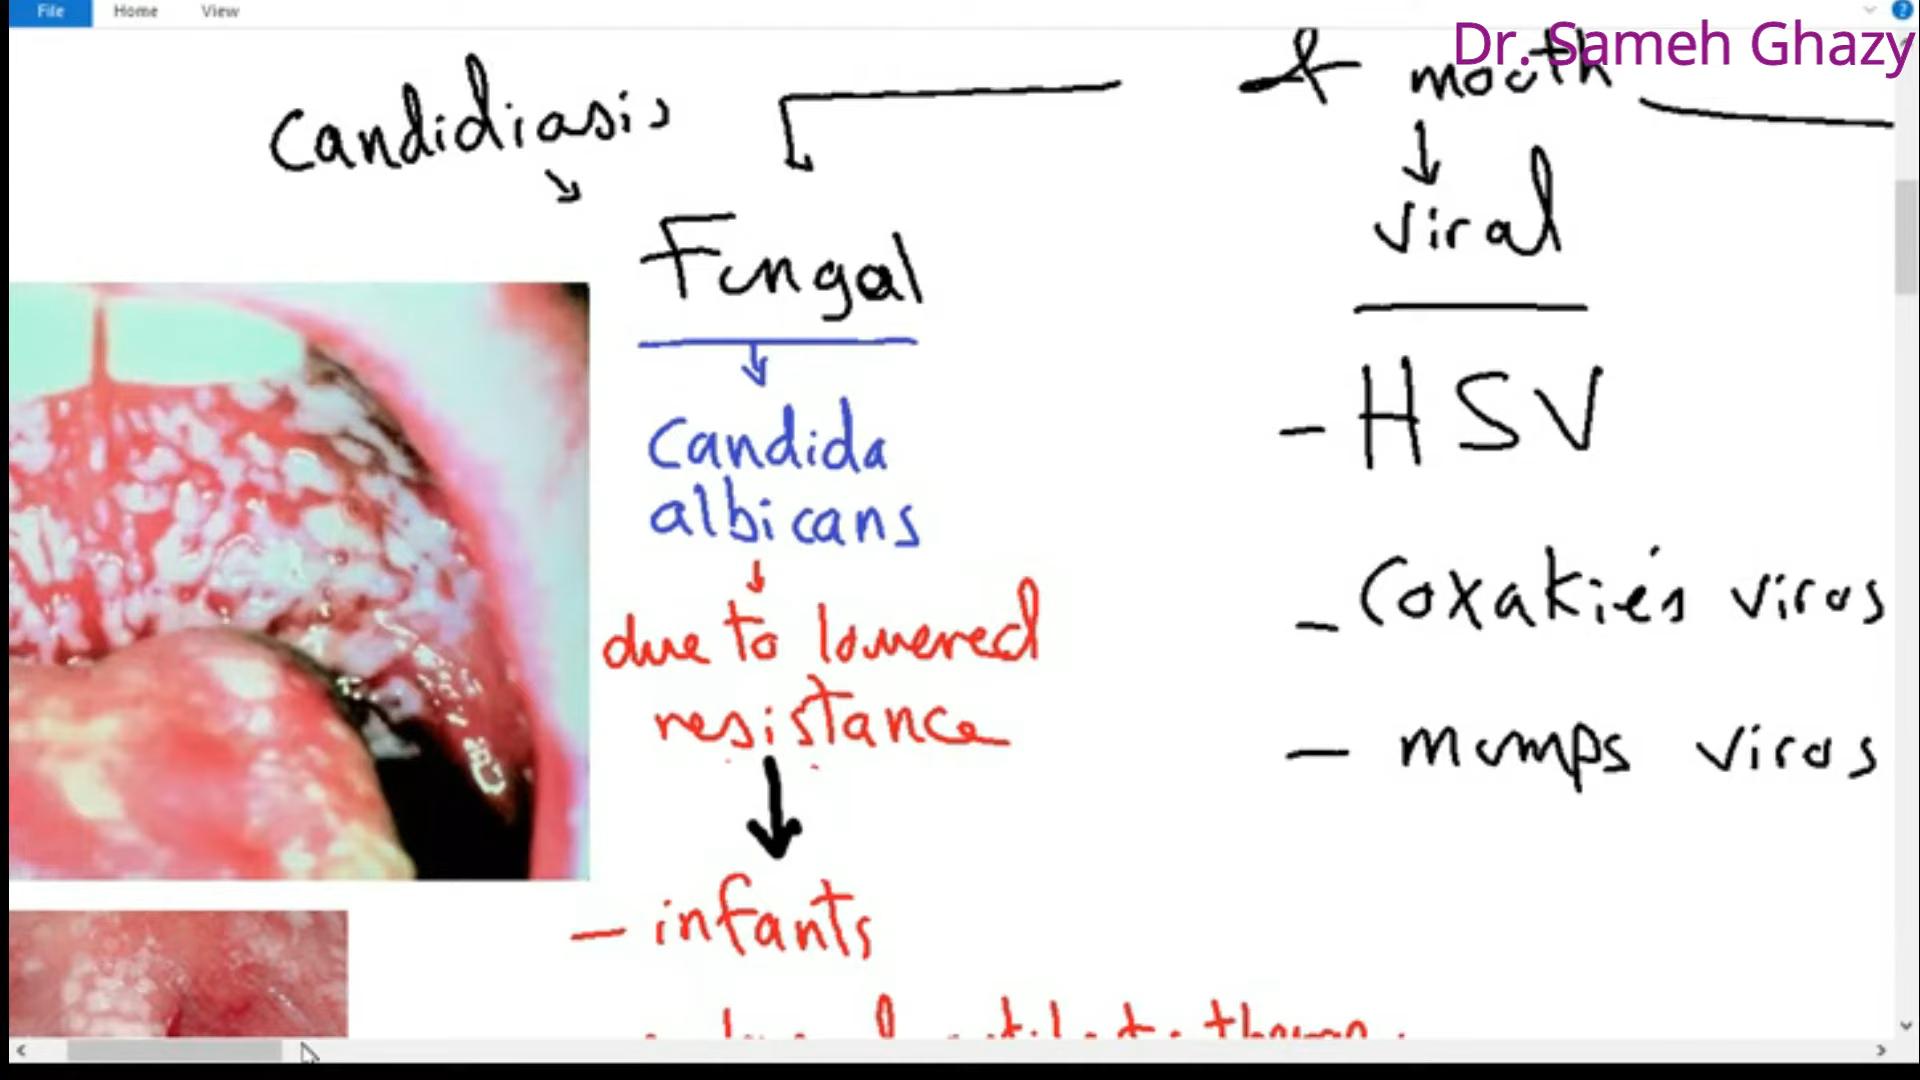 File Home View
Dr. Sameh Ghazy
& mouth
Candidiasis
Fungal
Candida
albicans
due to lowered
resistance
- infants
viral
- HSV
- Coxakie's virus
- mumps virus